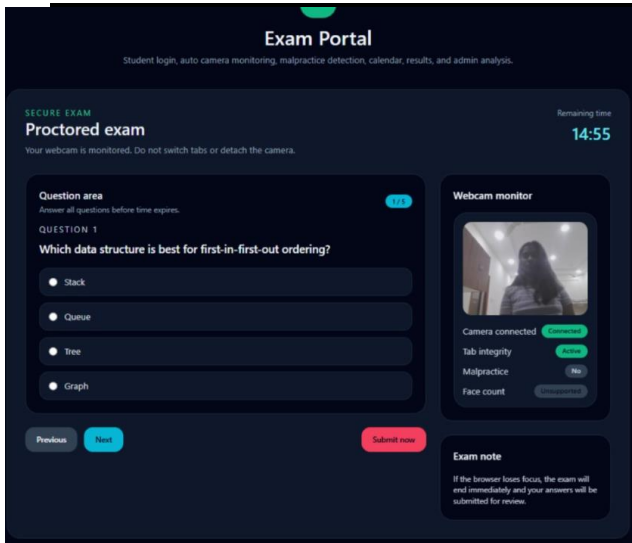 Exam Portal
Student login, auto camera monitoring, malpractice detection, calendar, results, and admin analysis.
SECURE EXAM
Proctored exam
Your webcam is monitored. Do not switch tabs or detach the camera.
Remaining time
14:55
Question area
Answer all questions before time expires.
1/5
QUESTION 1
Which data structure is best for first-in-first-out ordering?
Stack
Queue
Tree
Graph
Previous
Next
Submit now
Webcam monitor
Camera connected Connected
Tab integrity Active
Malpractice No
Face count Unsupported
Exam note
If the browser loses focus, the exam will
end immediately and your answers will be
submitted for review.